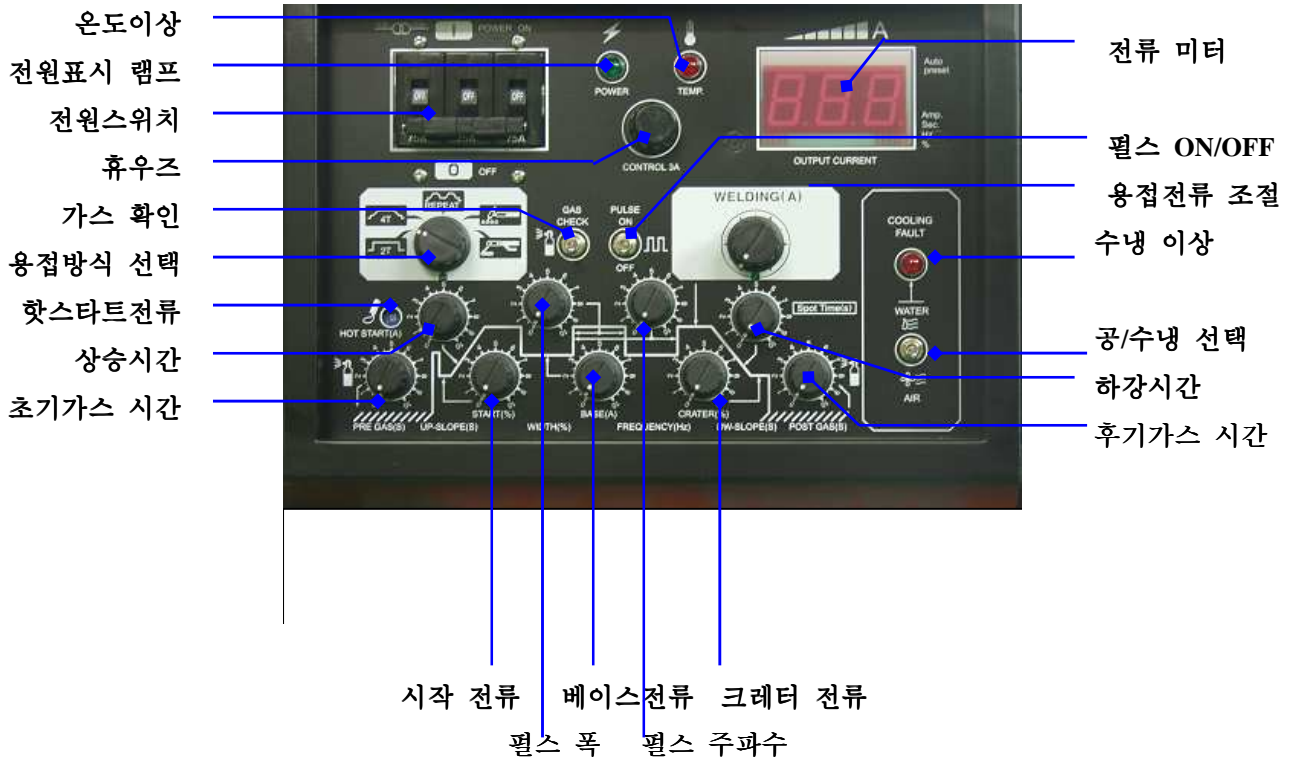 온도이상
전원표시 램프
전원스위치
휴우즈
가스 확인
용접방식 선택
핫스타트전류
상승시간
초기가스 시간
POWER ON
POWER
TEMP.
A
Auto
preset
Amp.
Sec.
Hz
%
OUTPUT CURRENT
OFF OFF OFF
75A
CONTROL 3A
O OFF
REPEAT
4T
2T
GAS
CHECK
PULSE
ON
OFF
WELDING(A)
COOLING
FAULT
WATER
AIR
HOT START(A)
Spot Time(s)
START(%)
BASE(A)
CRATER(%)
PRE GAS(S)
UP-SLOPE(S)
WIDTH(%)
FREQUENCY(Hz)
DW-SLOPE(S)
POST GAS(S)
전류 미터
펄스 ON/OFF
용접전류 조절
수냉 이상
공/수냉 선택
하강시간
후기가스 시간
시작 전류
베이스전류
크레터 전류
펄스 폭
펄스 주파수